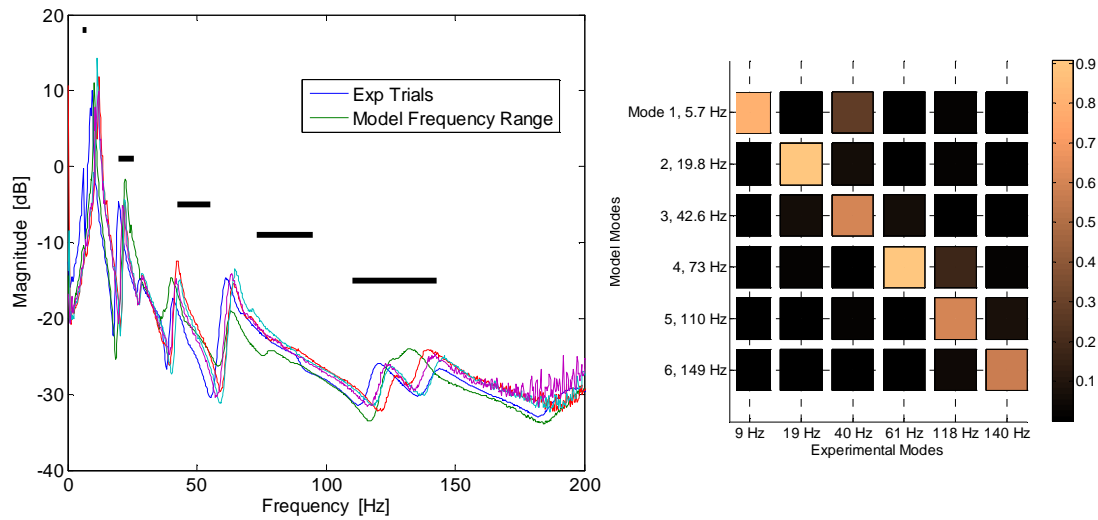 20
10
0
-10
-20
-30
-40
Magnitude [dB]
0
50
100
150
200
Frequency [Hz]
Exp Trials
Model Frequency Range
Model Modes
Mode 1, 5.7 Hz
2, 19.8 Hz
3, 42.6 Hz
4,73 Hz
5, 110 Hz
6, 149 Hz
9 Hz
19 Hz
40 Hz
61 Hz
118 Hz
140 Hz
Experimental Modes
0.9
0.8
0.7
0.6
0.5
0.4
0.3
0.2
0.1